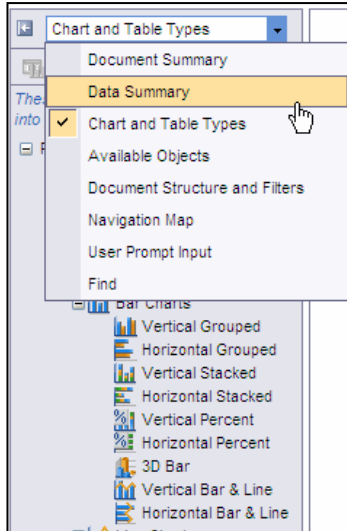 Chart and Table Types
Document Summary
Data Summary
The
into
Chart and Table Types
Available Objects
Document Structure and Filters
Navigation Map
User Prompt Input
Find
Bar Charts
Vertical Grouped
Horizontal Grouped
Vertical Stacked
Horizontal Stacked
Vertical Percent
Horizontal Percent
3D Bar
Vertical Bar & Line
Horizontal Bar & Line